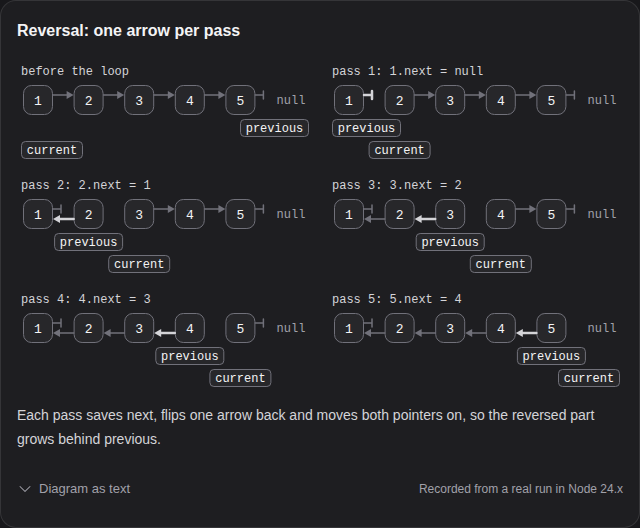 Reversal: one arrow per pass
before the loop
1 2 3 4 5 null
previous
current
pass 1: 1.next = null
1 2 3 4 5 null
previous
current
pass 2: 2.next = 1
1 2 3 4 5 null
previous
current
pass 3: 3.next = 2
1 2 3 4 5 null
previous
current
pass 4: 4.next = 3
1 2 3 4 5 null
previous
current
pass 5: 5.next = 4
1 2 3 4 5 null
previous
current
Each pass saves next, flips one arrow back and moves both pointers on, so the reversed part
grows behind previous.
Diagram as text
Recorded from a real run in Node 24.x